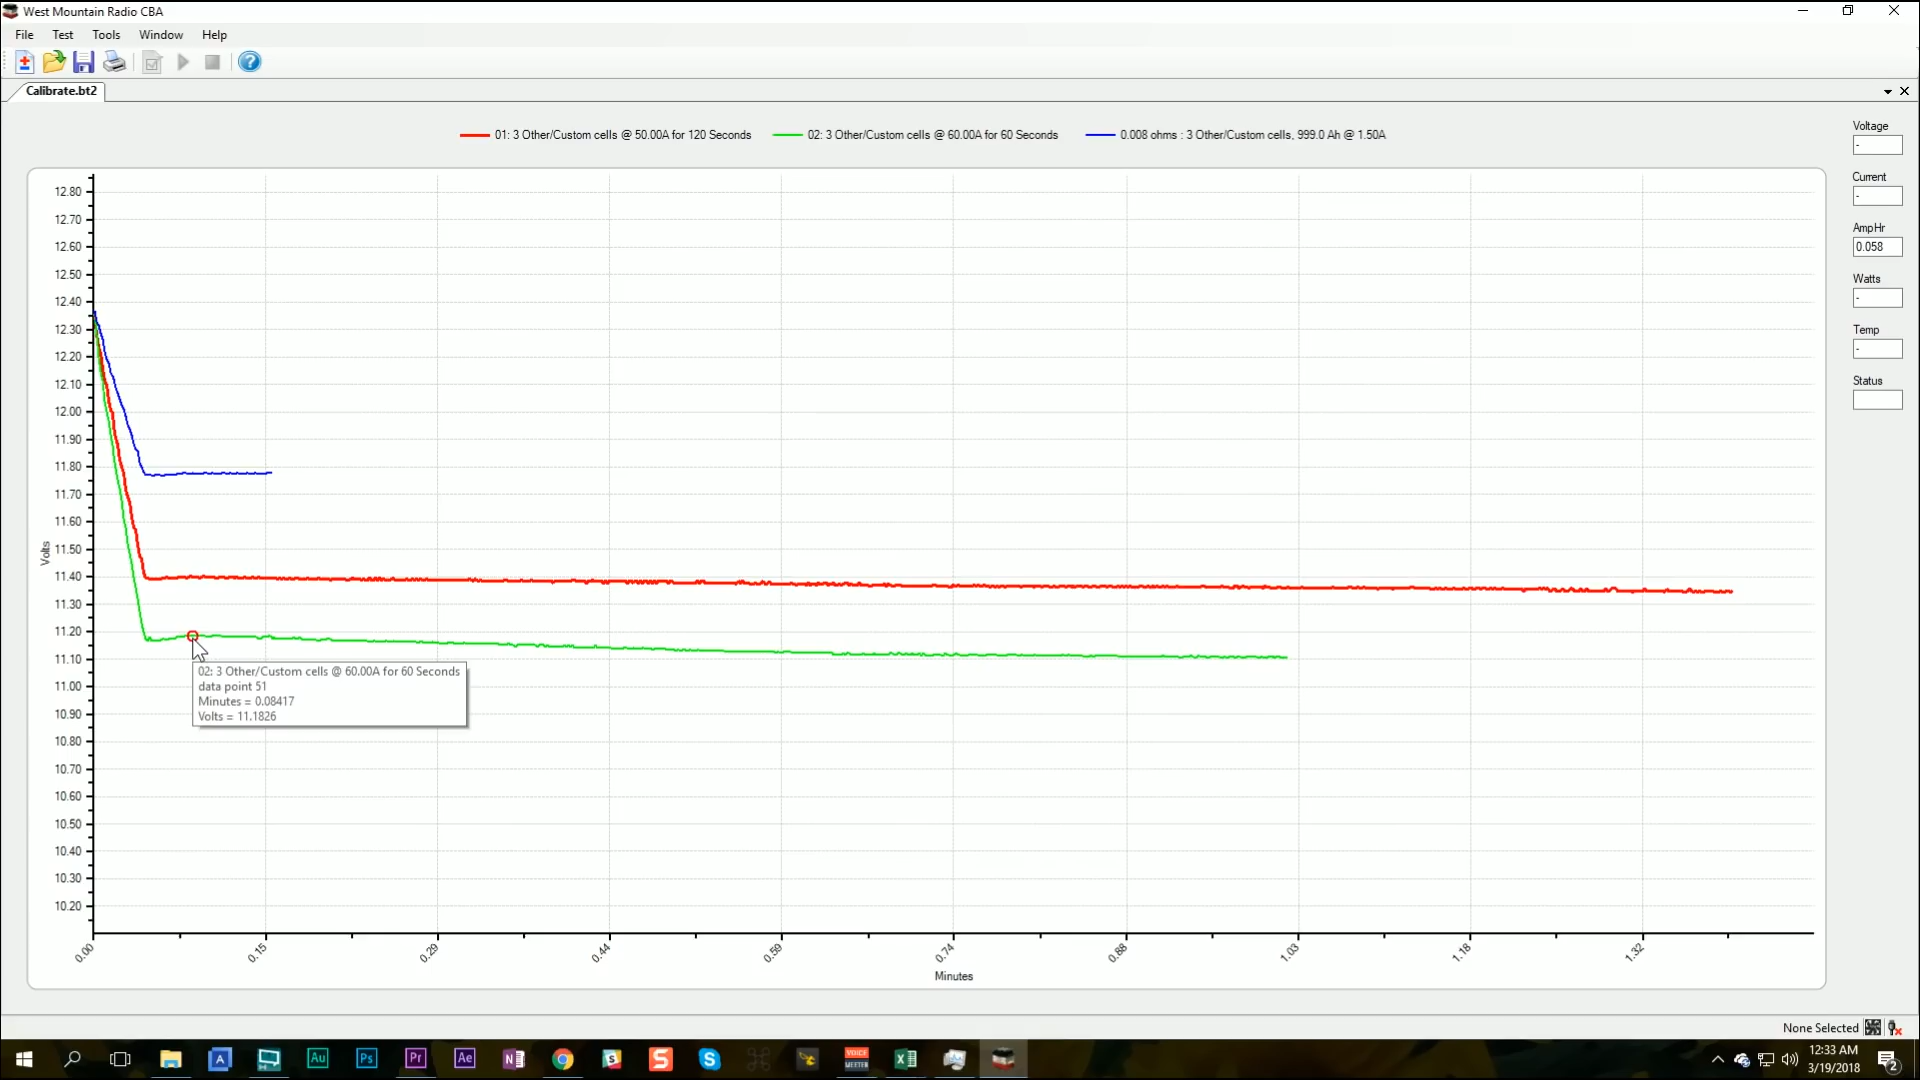 West Mountain Radio CBA
File Test Tools Window Help
Calibrate.bt2
01: 3 Other/Custom cells @ 50.00A for 120 Seconds
02: 3 Other/Custom cells @ 60.00A for 60 Seconds
0.008 ohms : 3 Other/Custom cells, 999.0 Ah @ 1.50A
Voltage
-
Current
-
AmpHr
0.058
Watts
-
Temp
-
Status
12.80
12.70
12.60
12.50
12.40
12.30
12.20
12.10
12.00
11.90
11.80
11.70
11.60
11.50
11.40
11.30
11.20
11.10
11.00
10.90
10.80
10.70
10.60
10.50
10.40
10.30
10.20
Volts
02: 3 Other/Custom cells @ 60.00A for 60 Seconds
data point 51
Minutes = 0.08417
Volts = 11.1826
0.00 0.15 0.29 0.44 0.59 0.74 0.88 1.03 1.18 1.32
Minutes
None Selected
A Au Ps Pr Ae N S S S VOICE MEETER X
12:33 AM
3/19/2018
2